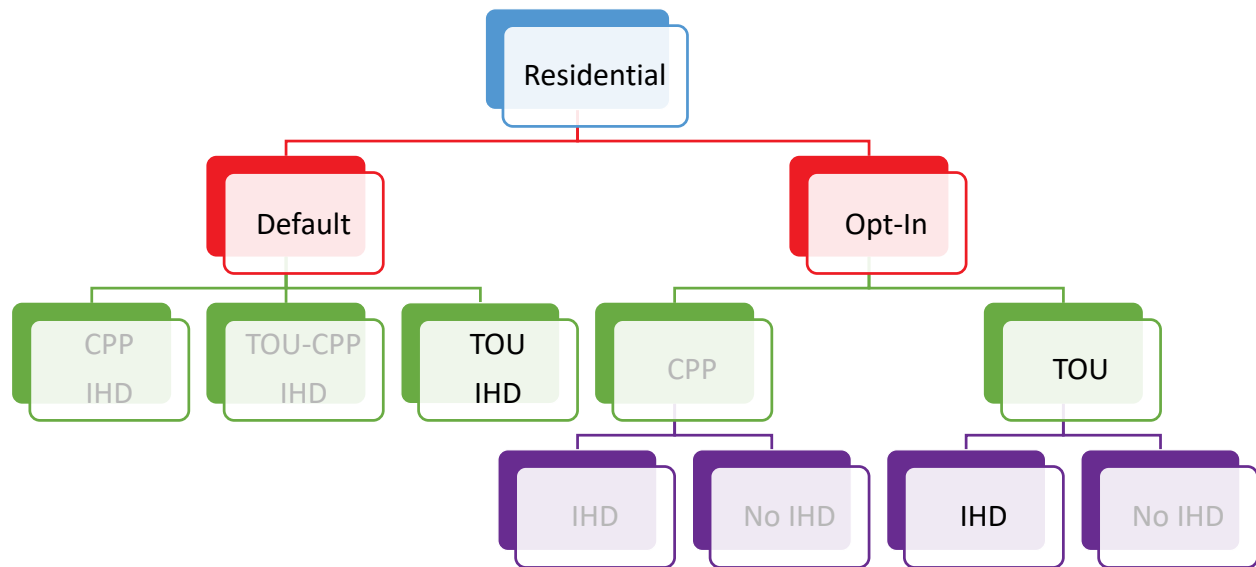 Residential
Default
Opt-In
CPP
IHD
TOU-CPP
IHD
TOU
IHD
CPP
TOU
IHD
No IHD
IHD
No IHD